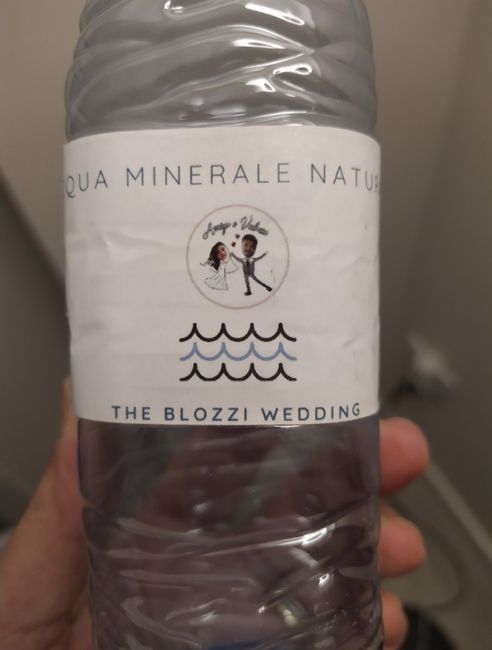 QUA MINERALE NATU
THE BLOZZI WEDDING